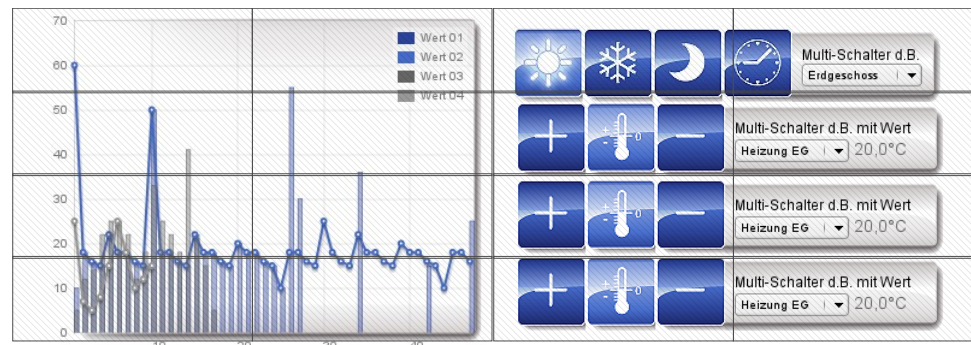 70
60
50
40
30
20
10
0
10
20
30
40
Wert 01
Wert 02
Wert 03
Wert 04
Multi-Schalter d.B.
Erdgeschoss
Multi-Schalter d.B. mit Wert
Heizung EG 20,0°C
Multi-Schalter d.B. mit Wert
Heizung EG 20,0°C
Multi-Schalter d.B. mit Wert
Heizung EG 20,0°C